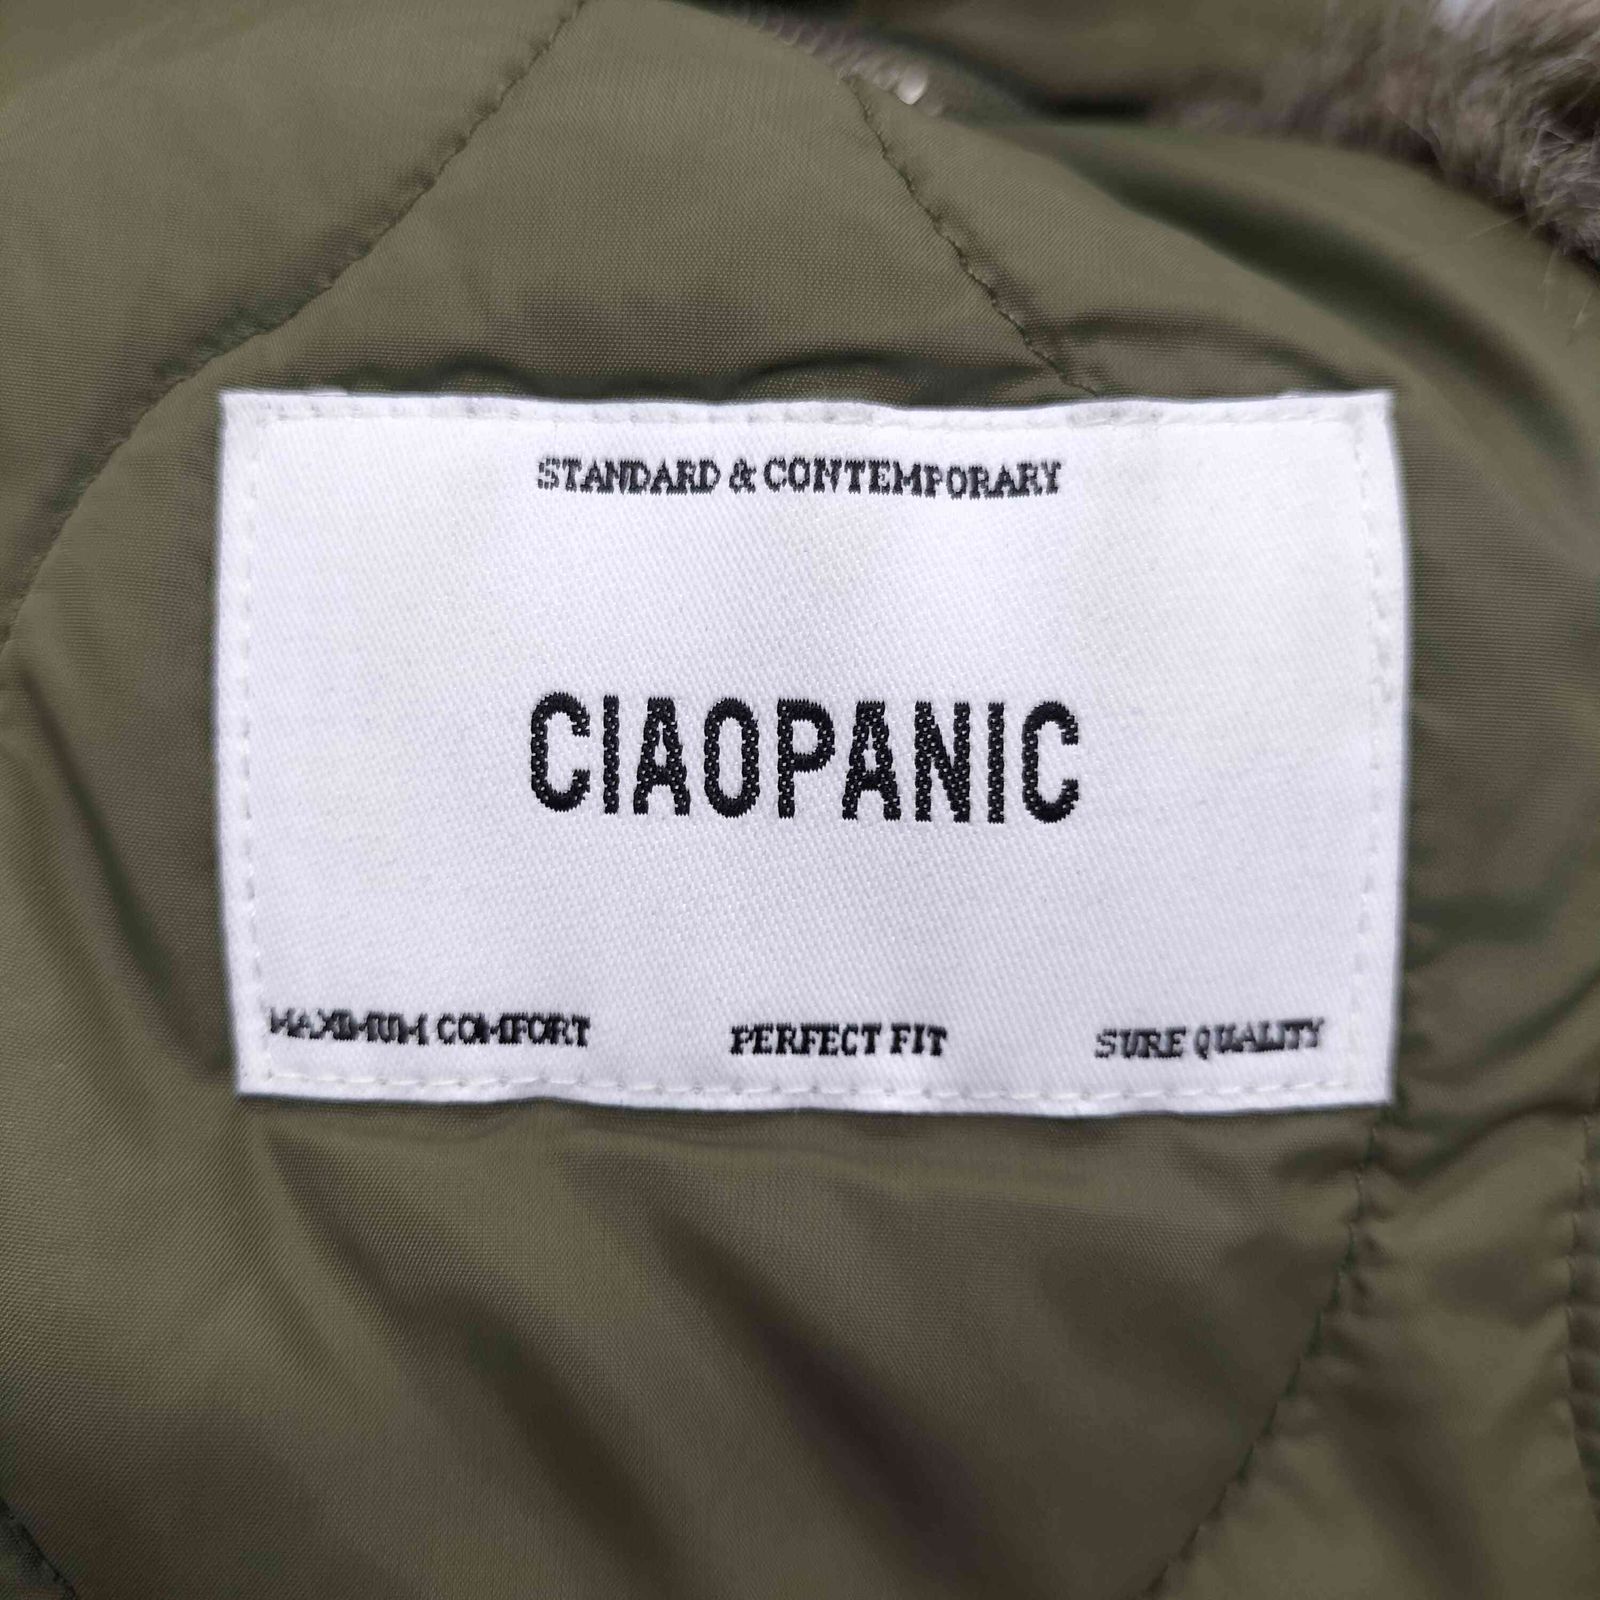 STANDARD & CONTEMPORARY
CIAOPANIC
MAXIMUM COMFORT PERFECT FIT SURE QUALITY